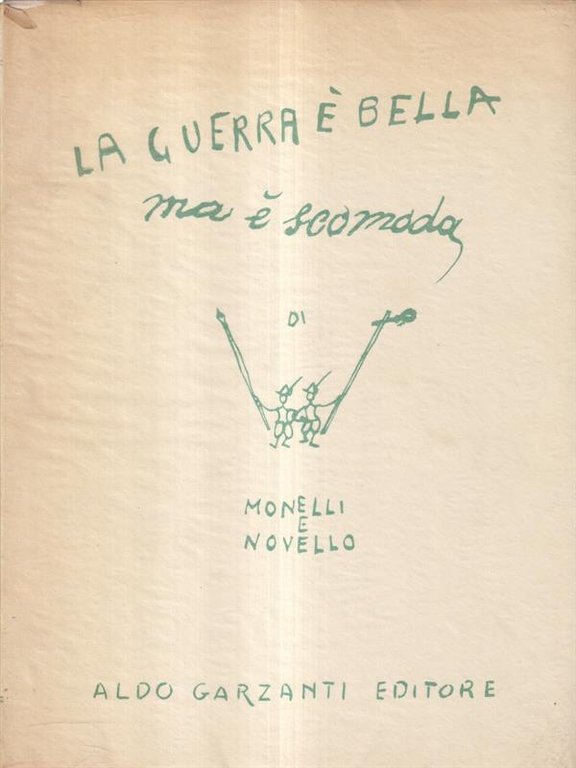 LA GUERRA È BELLA
ma è scomoda
DI
MONELLI
E
NOVELLO
ALDO GARZANTI EDITORE